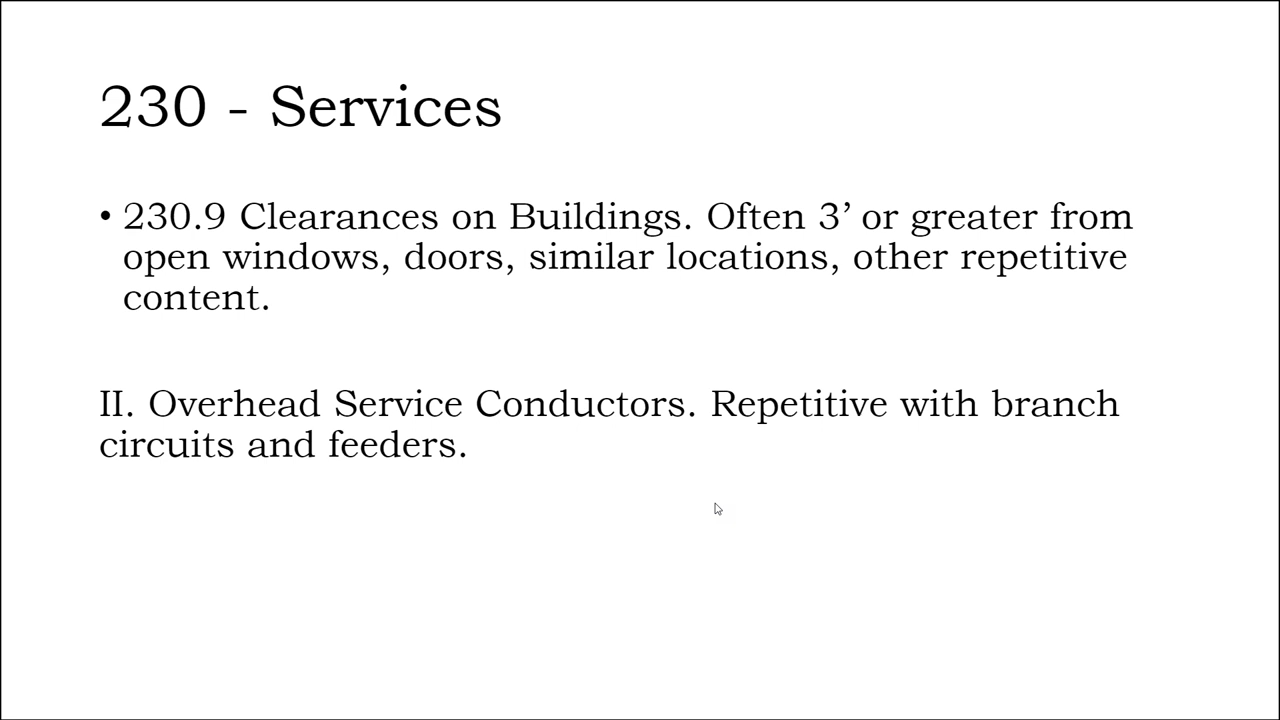 230 - Services
• 230.9 Clearances on Buildings. Often 3’ or greater from
open windows, doors, similar locations, other repetitive
content.
II. Overhead Service Conductors. Repetitive with branch
circuits and feeders.